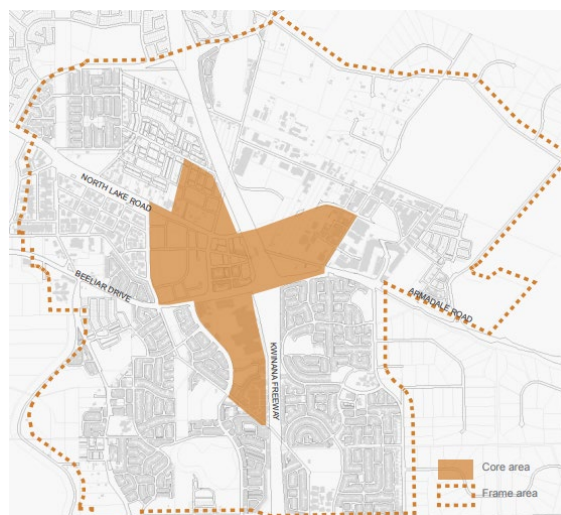 NORTH LAKE ROAD
BEELIAR DRIVE
ARMADALE ROAD
KWINANA FREEWAY
Core area
Frame area